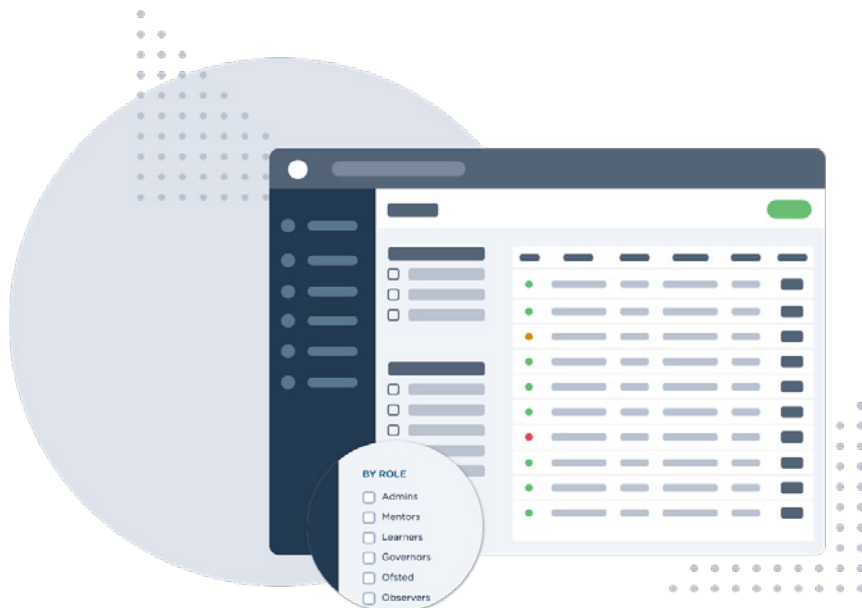 BY ROLE
Admins
Mentors
Learners
Governors
Ofsted
Observers